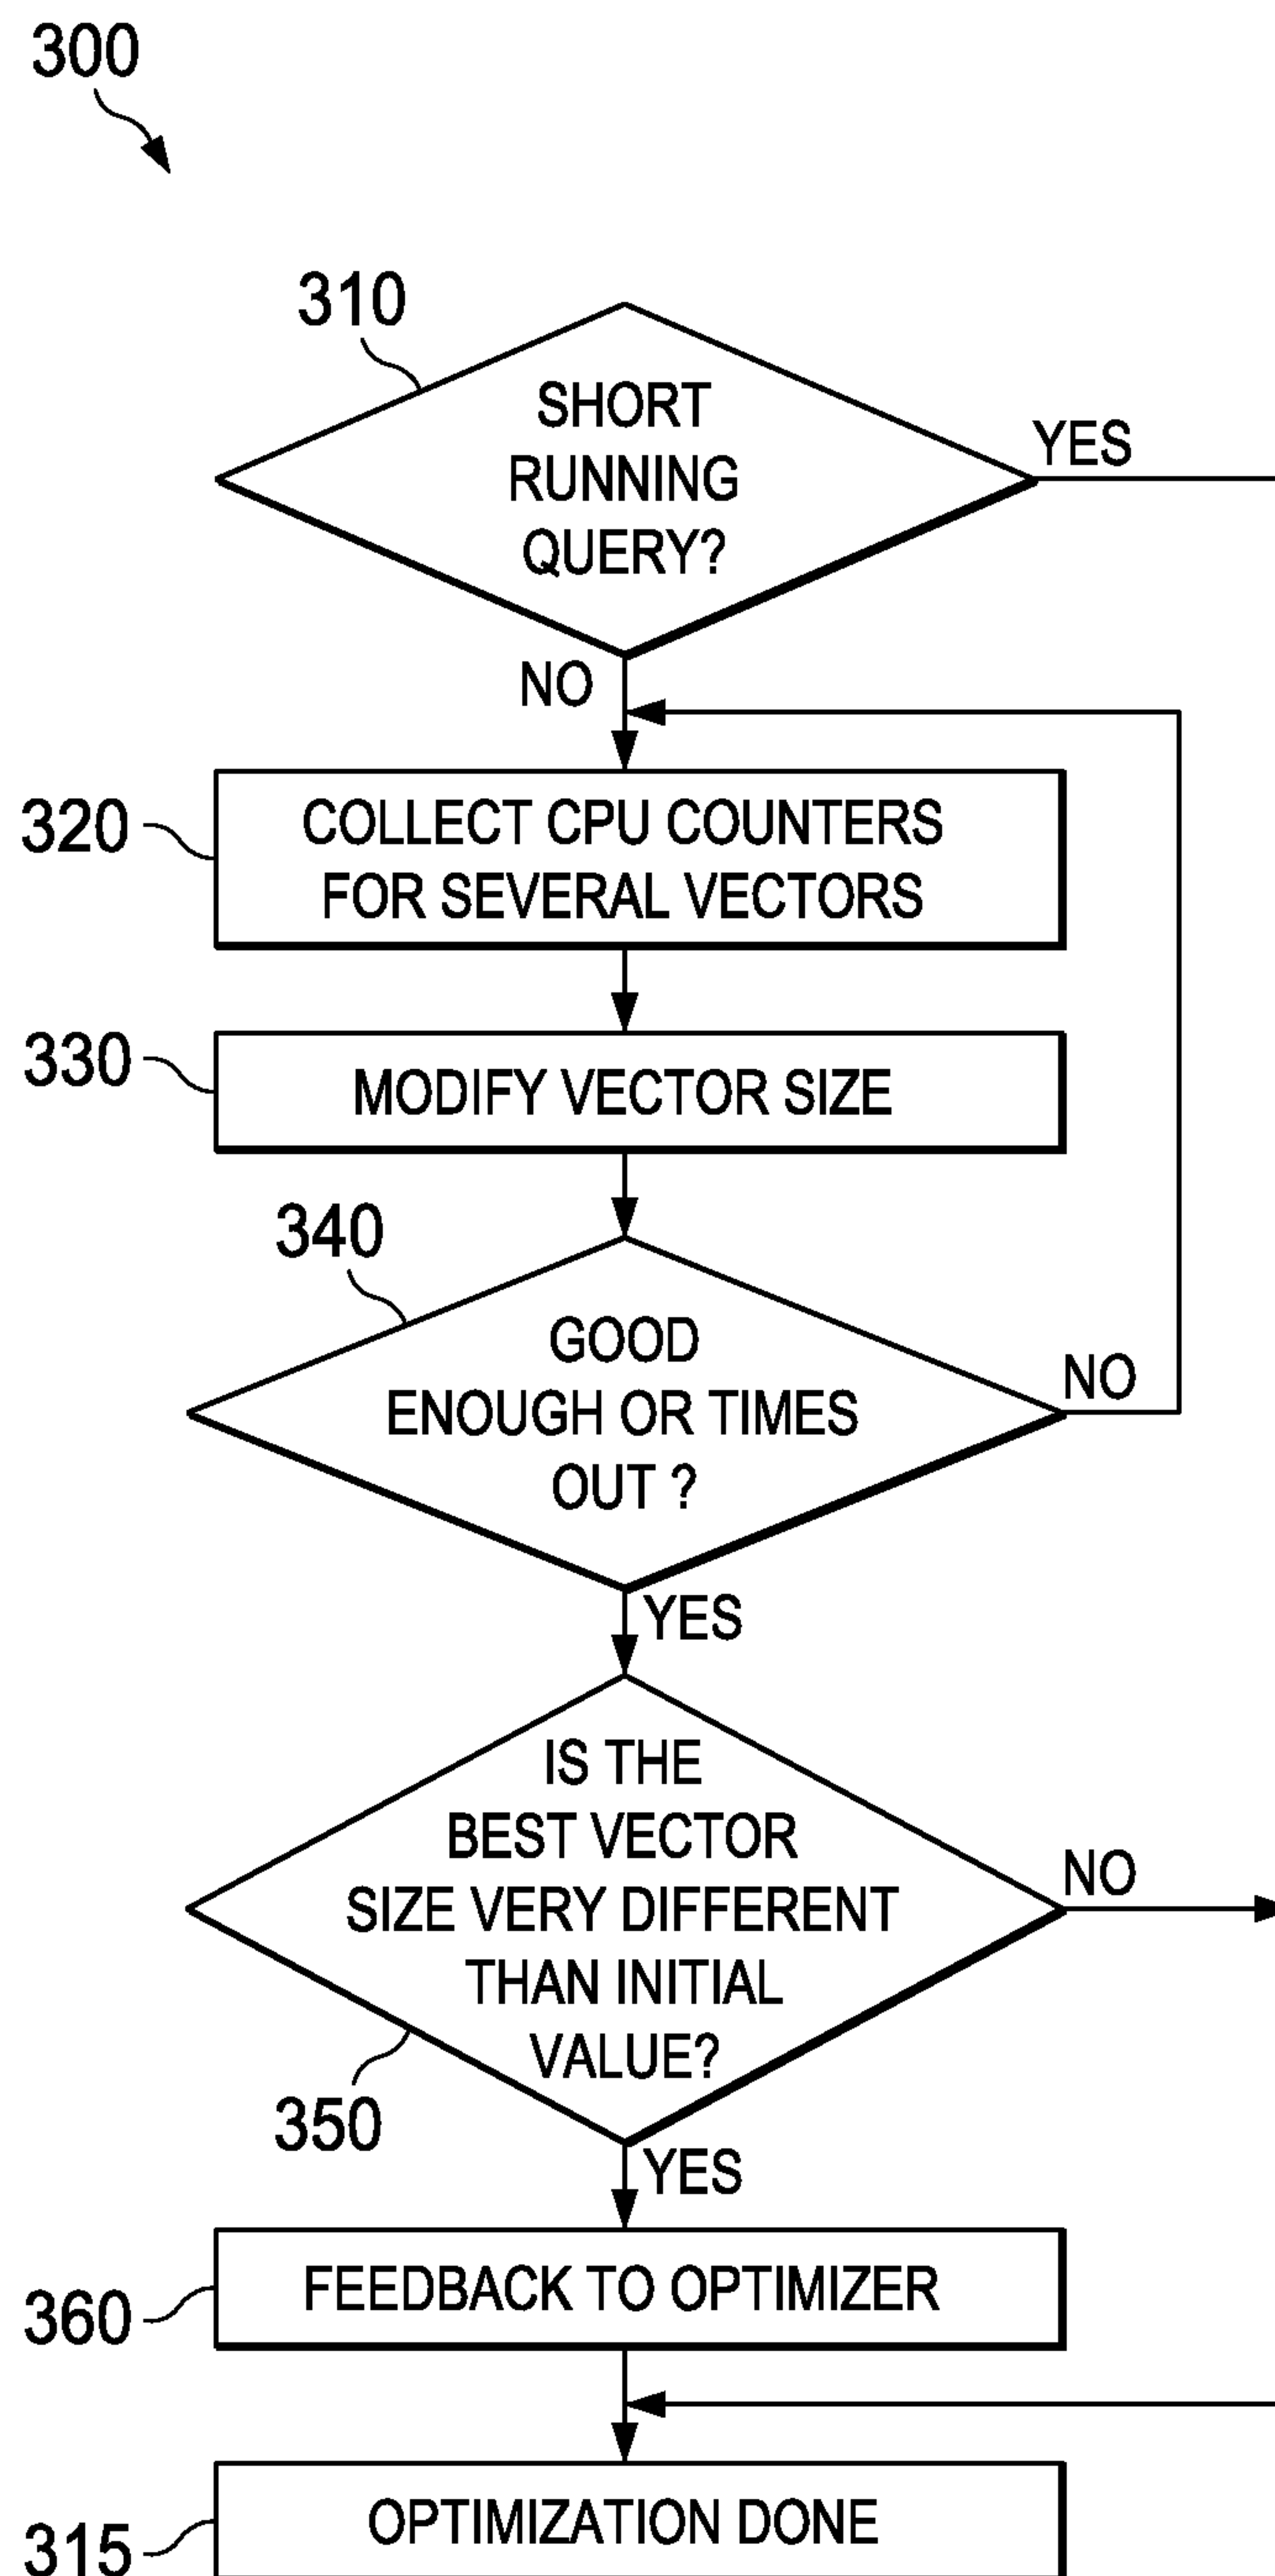 300
310
SHORT
RUNNING
QUERY?
YES
NO
320
COLLECT CPU COUNTERS
FOR SEVERAL VECTORS
330
MODIFY VECTOR SIZE
340
GOOD
ENOUGH OR TIMES
OUT ?
NO
YES
IS THE
BEST VECTOR
SIZE VERY DIFFERENT
THAN INITIAL
VALUE?
NO
350
YES
360
FEEDBACK TO OPTIMIZER
315
OPTIMIZATION DONE